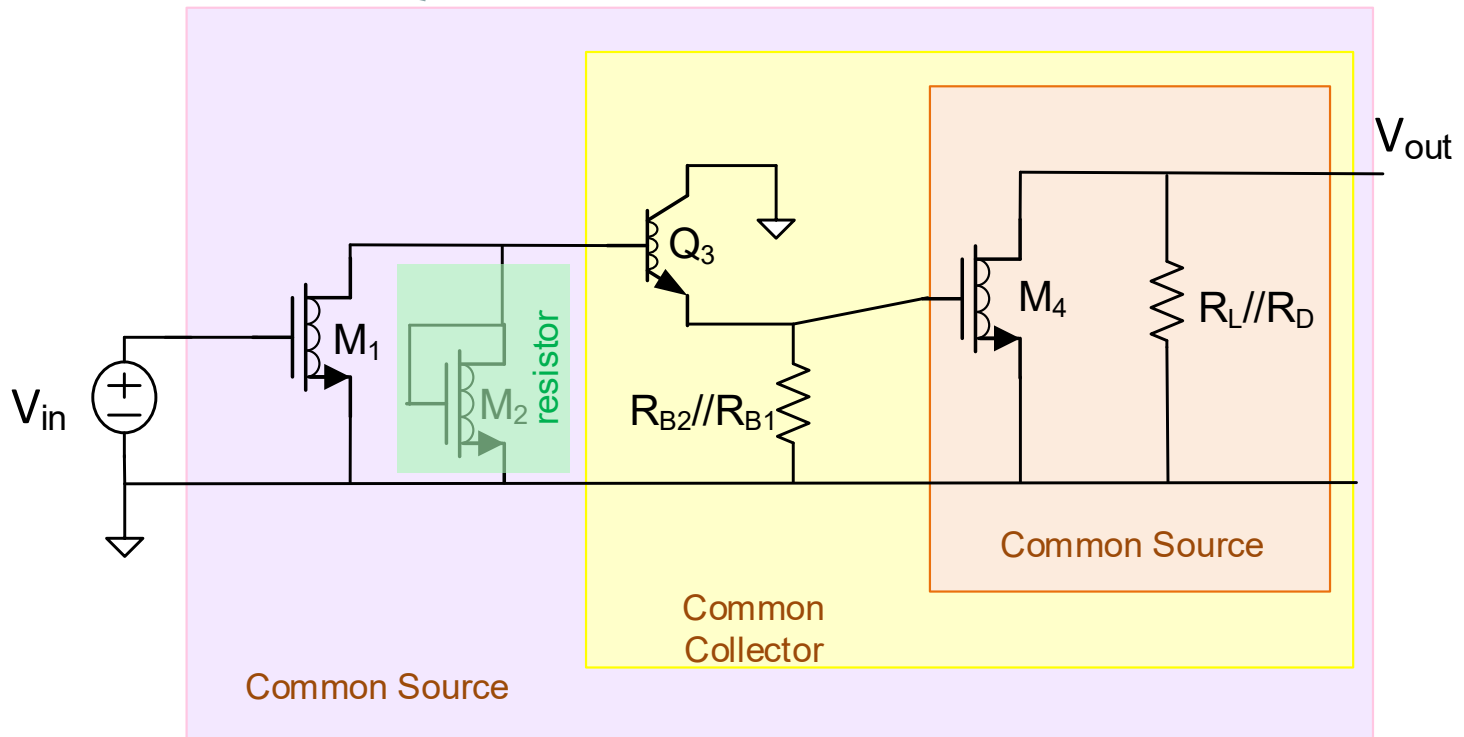 Vout
Q3
M1
M2
resistor
M4
RL//RD
Vin
RB2//RB1
Common Source
Common
Collector
Common Source